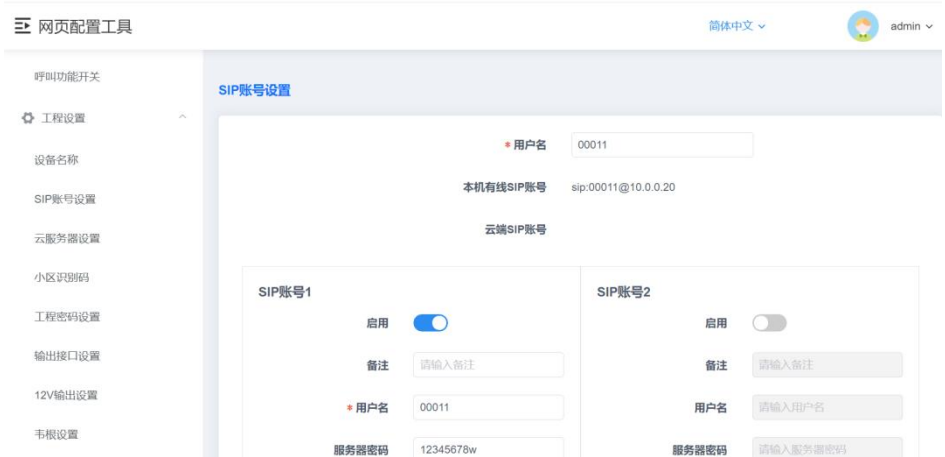 网页配置工具
简体中文
admin
呼叫功能开关
工程设置
设备名称
SIP账号设置
云服务器设置
小区识别码
工程密码设置
输出接口设置
12V输出设置
韦根设置
SIP账号设置
* 用户名 00011
本机有线SIP账号 sip:00011@10.0.0.20
云端SIP账号
SIP账号1
启用
备注 请输入备注
* 用户名 00011
服务器密码 12345678w
SIP账号2
启用
备注 请输入备注
用户名 请输入用户名
服务器密码 请输入服务器密码